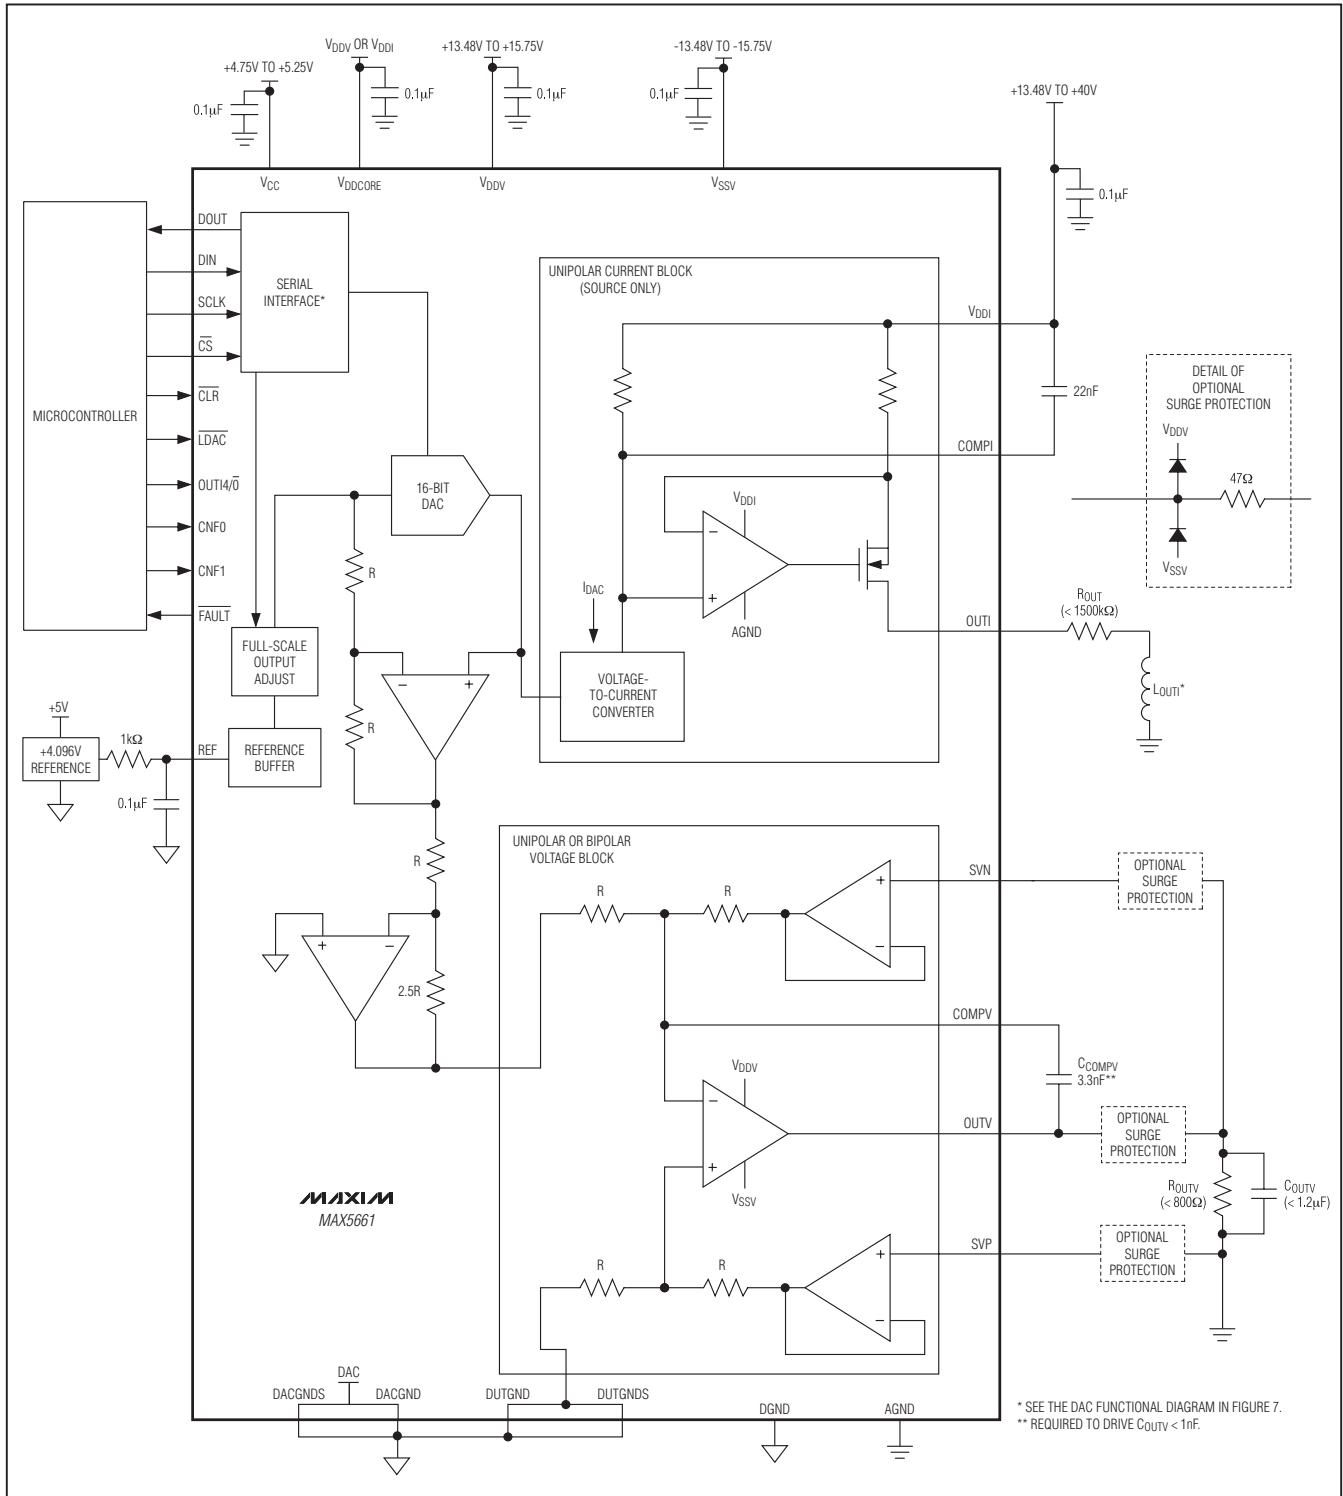 +4.75V TO +5.25V
VDDV OR VDDI
+13.48V TO +15.75V
-13.48V TO -15.75V
+13.48V TO +40V
0.1µF
0.1µF
0.1µF
0.1µF
0.1µF
VCC
VDDCORE
VDDV
VSSV
MICROCONTROLLER
DOUT
DIN
SCLK
CS
CLR
LDAC
OUTI4/0
CNF0
CNF1
FAULT
SERIAL
INTERFACE*
16-BIT
DAC
FULL-SCALE
OUTPUT
ADJUST
REFERENCE
BUFFER
+5V
+4.096V
REFERENCE
1kΩ
REF
0.1µF
R
R
R
2.5R
UNIPOLAR CURRENT BLOCK
(SOURCE ONLY)
VDDI
COMPI
22nF
VDDI
AGND
IDAC
VOLTAGE-
TO-CURRENT
CONVERTER
OUTI
ROUT
(< 1500kΩ)
LOUTI*
DETAIL OF
OPTIONAL
SURGE PROTECTION
VDDV
47Ω
VSSV
UNIPOLAR OR BIPOLAR
VOLTAGE BLOCK
R
R
SVN
OPTIONAL
SURGE
PROTECTION
COMPV
CCOMPV
3.3nF**
VDDV
VSSV
OUTV
OPTIONAL
SURGE
PROTECTION
ROUTV
(< 800Ω)
COUTV
(< 1.2µF)
R
R
SVP
OPTIONAL
SURGE
PROTECTION
MAXIM
MAX5661
DAC
DACGNDS
DACGND
DUTGND
DUTGNDS
DGND
AGND
* SEE THE DAC FUNCTIONAL DIAGRAM IN FIGURE 7.
** REQUIRED TO DRIVE COUTV < 1nF.